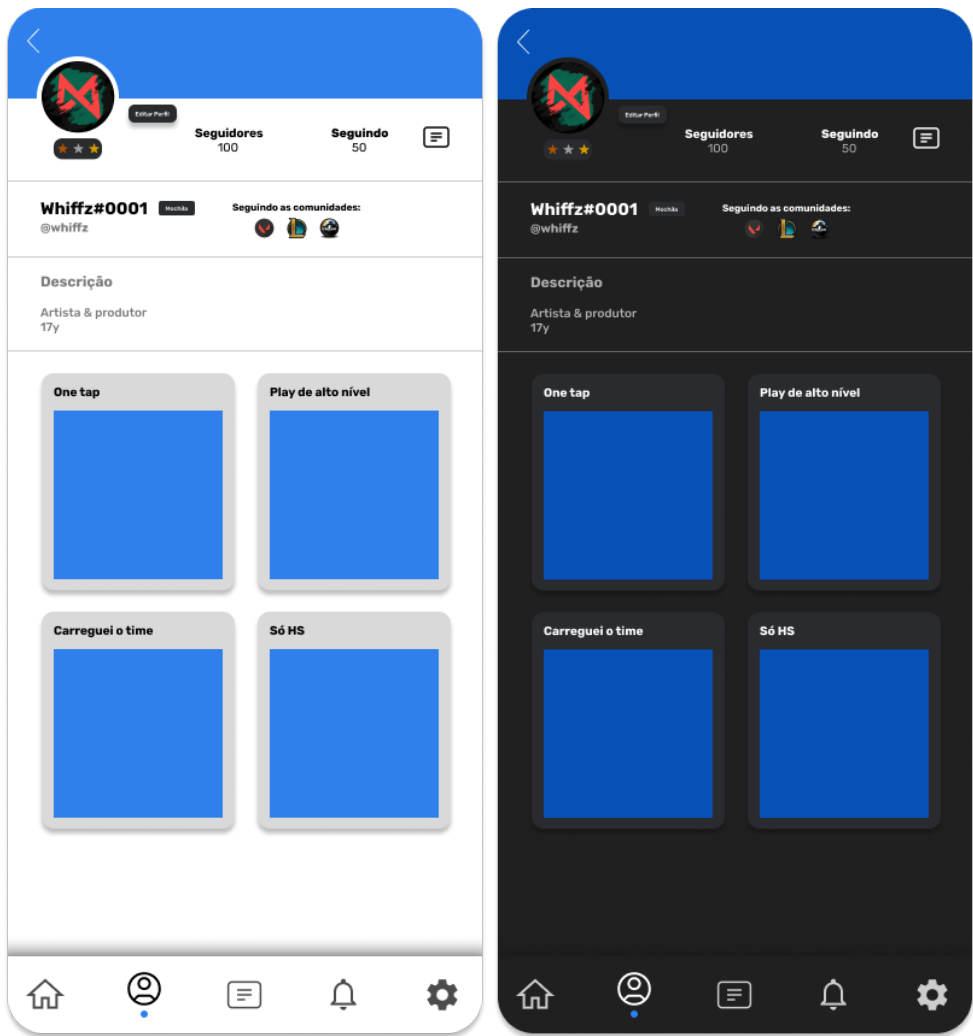 Editar Perfil
Seguidores
100
Seguindo
50
Whiffz#0001
Mochila
@whiffz
Seguindo as comunidades:
Descrição
Artista & produtor
17y
One tap
Play de alto nível
Carreguei o time
Só HS
Editar Perfil
Seguidores
100
Seguindo
50
Whiffz#0001
Mochila
@whiffz
Seguindo as comunidades:
Descrição
Artista & produtor
17y
One tap
Play de alto nível
Carreguei o time
Só HS